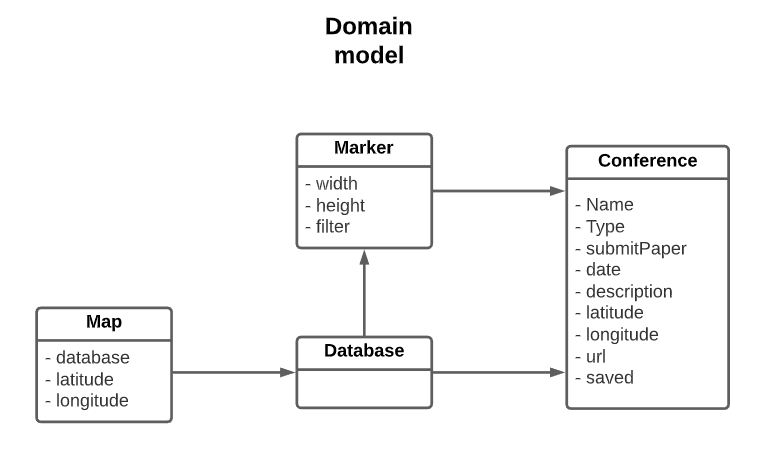 Domain
model
Marker
- width
- height
- filter
Conference
- Name
- Type
- submitPaper
- date
- description
- latitude
- longitude
- url
- saved
Map
- database
- latitude
- longitude
Database